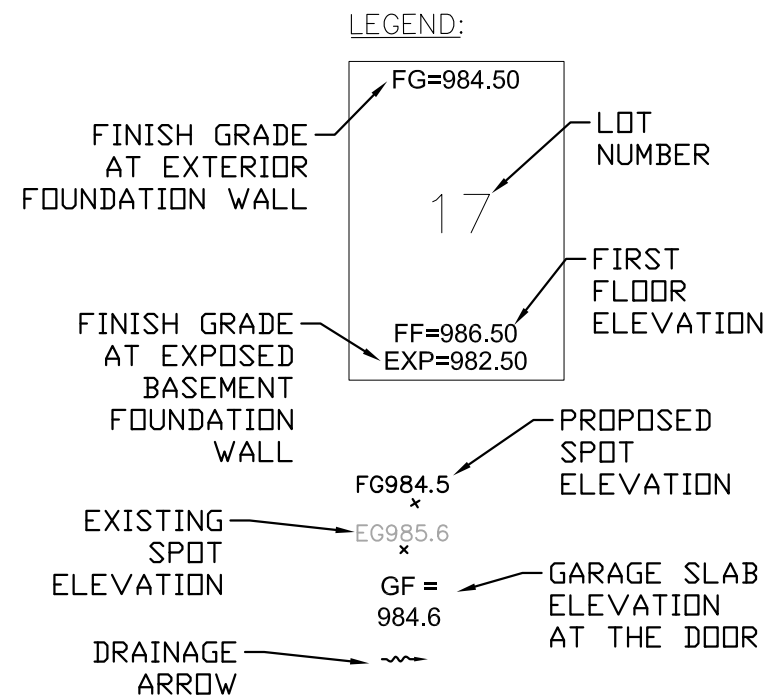 LEGEND:
FG=984.50
FINISH GRADE
AT EXTERIOR
FOUNDATION WALL
LOT
NUMBER
17
FIRST
FLOOR
ELEVATION
FINISH GRADE
AT EXPOSED
BASEMENT
FOUNDATION
WALL
FF=986.50
EXP=982.50
PROPOSED
SPOT
ELEVATION
FG984.5
EXISTING
SPOT
ELEVATION
EG985.6
GF =
984.6
GARAGE SLAB
ELEVATION
AT THE DOOR
DRAINAGE
ARROW